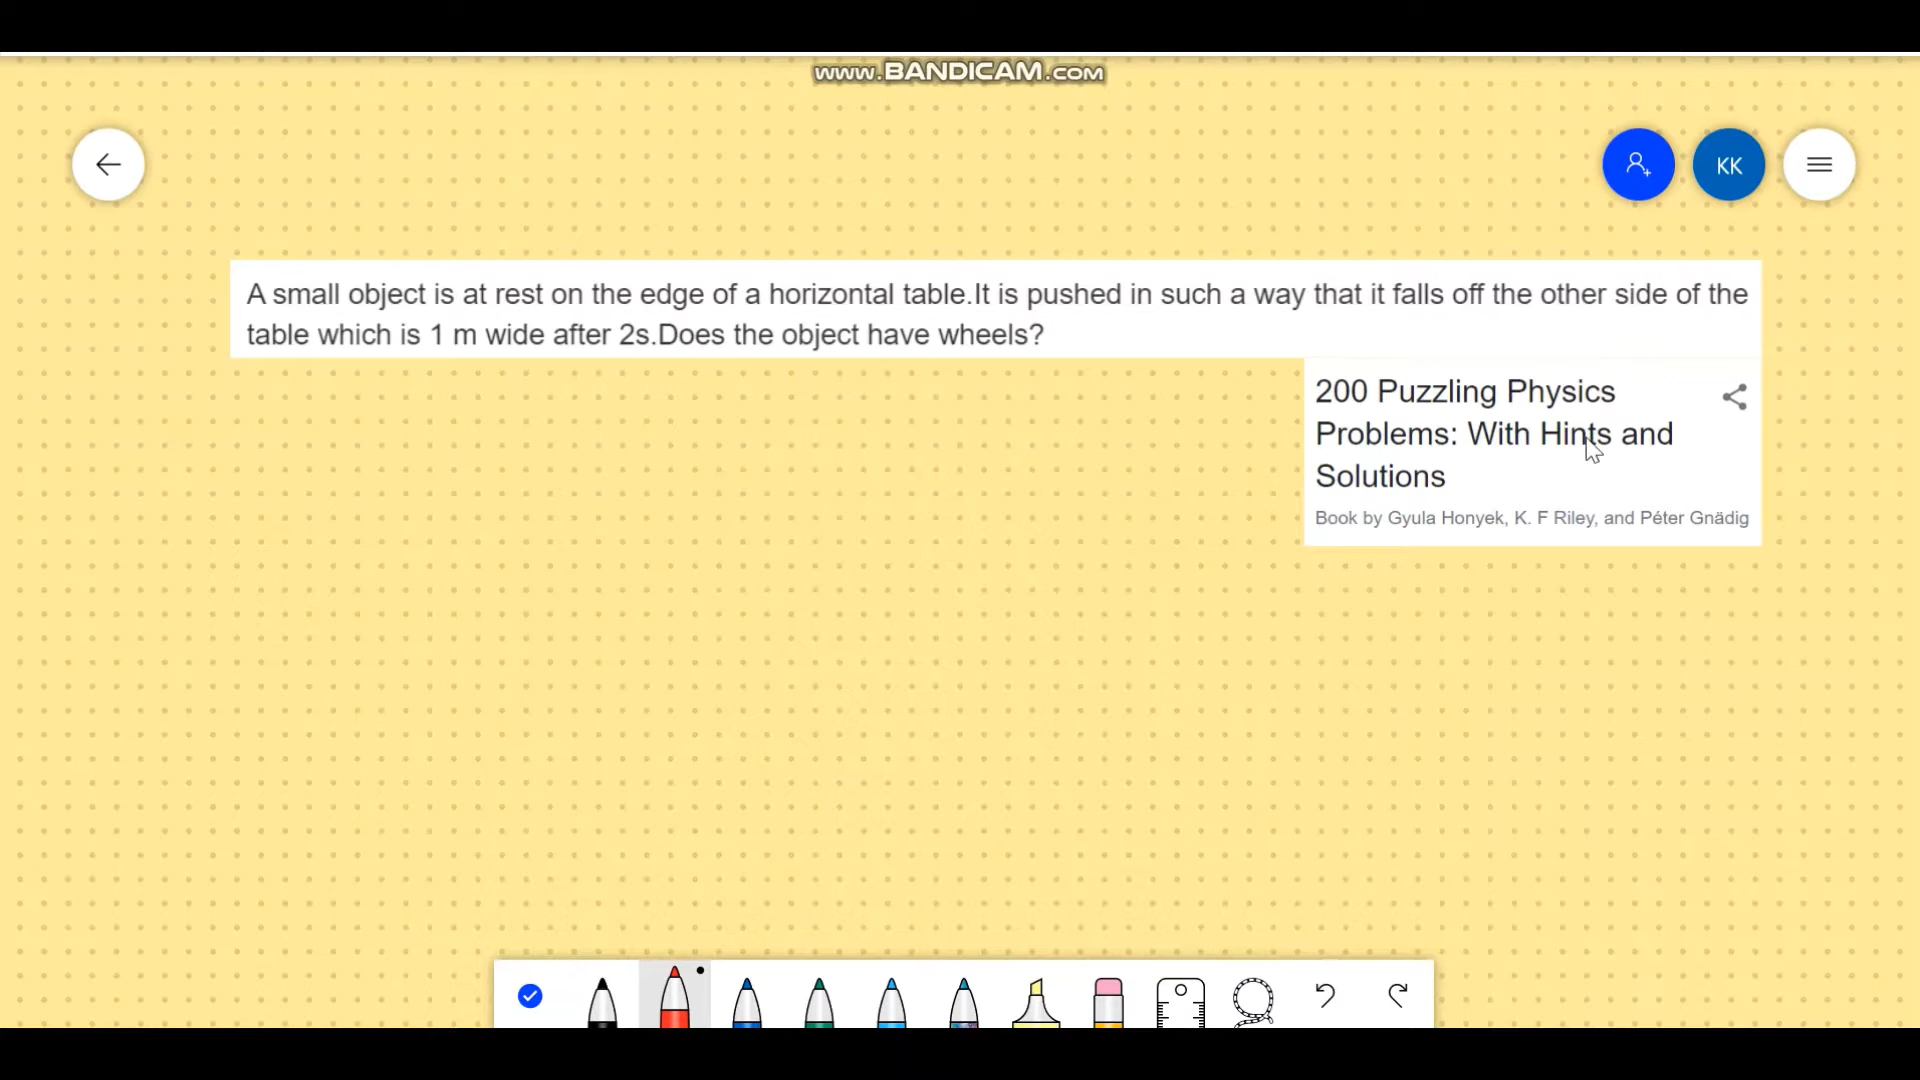 www.BANDICAM.com
KK
A small object is at rest on the edge of a horizontal table.It is pushed in such a way that it falls off the other side of the
table which is 1 m wide after 2s.Does the object have wheels?
200 Puzzling Physics
Problems: With Hints and
Solutions
Book by Gyula Honyek, K. F Riley, and Péter Gnädig